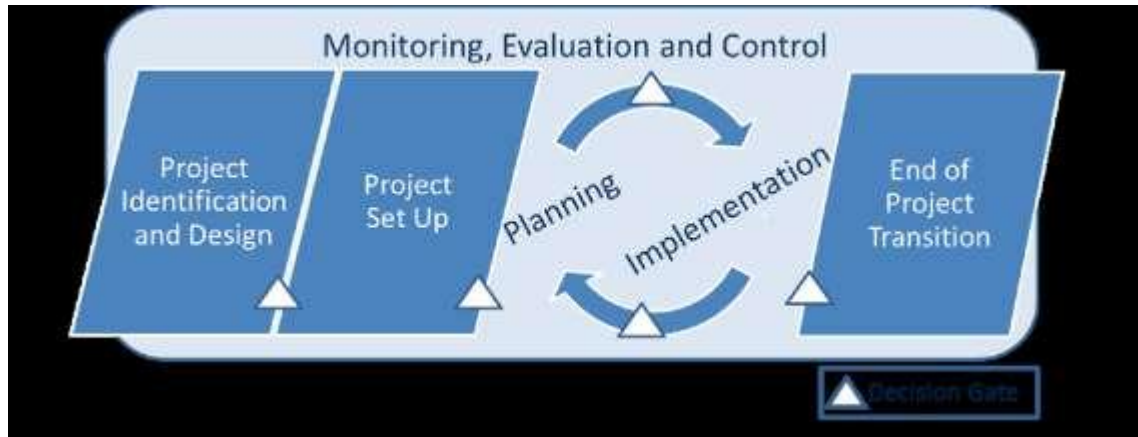 Monitoring, Evaluation and Control
Project
Identification
and Design
Project
Set Up
Planning
Implementation
End of
Project
Transition
Decision Gate